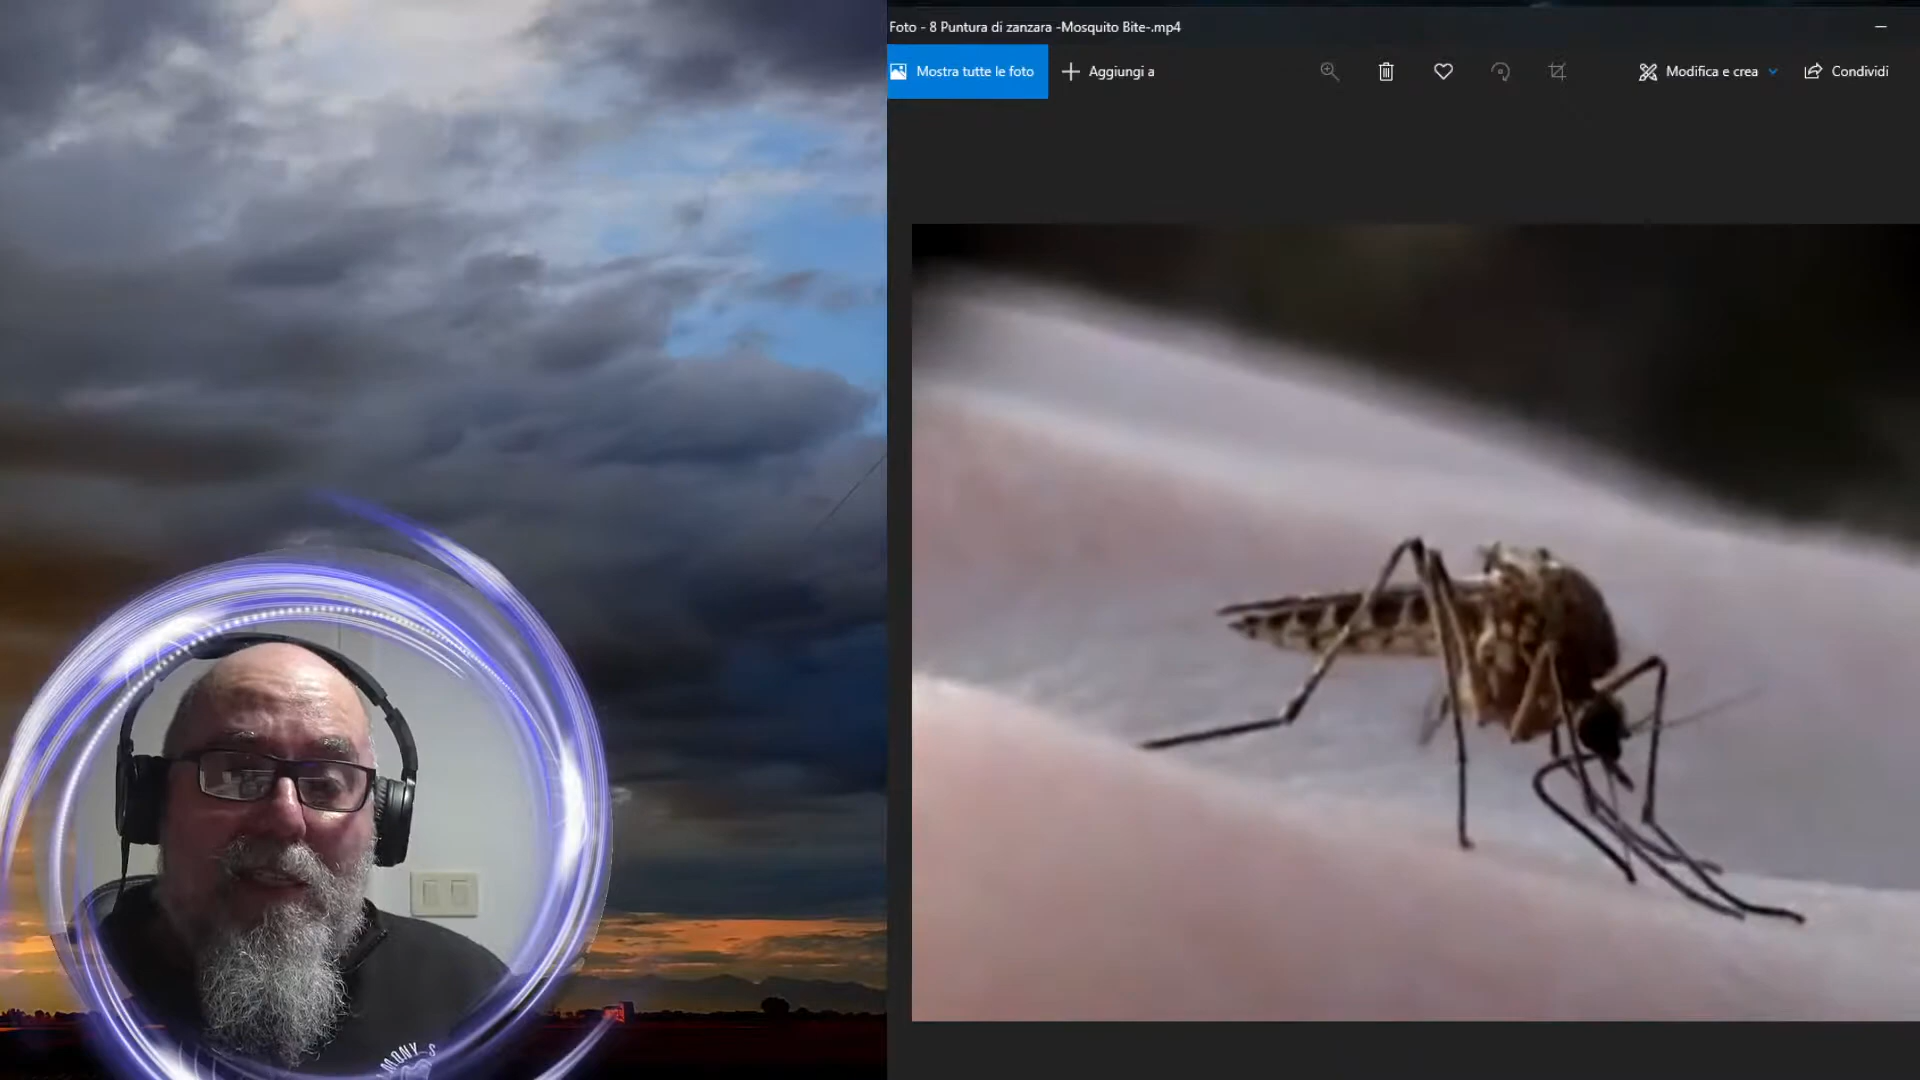 Foto - 8 Puntura di zanzara -Mosquito Bite-.mp4
Mostra tutte le foto
Aggiungi a
Modifica e crea
Condividi